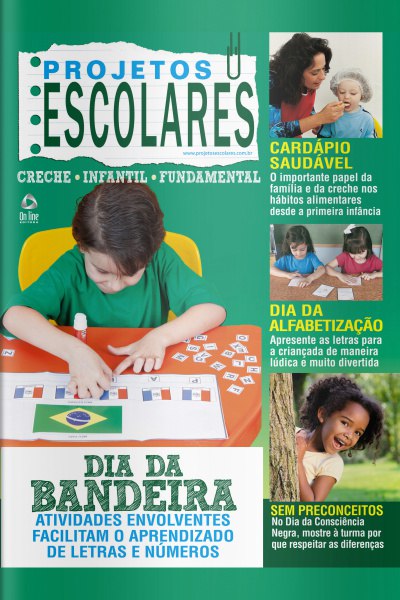 PROJETOS
ESCOLARES
www.projetosescolares.com.br
CRECHE • INFANTIL • FUNDAMENTAL
On line
EDITORA
CARDÁPIO
SAUDÁVEL
O importante papel da
família e da creche nos
hábitos alimentares
desde a primeira infância
DIA DA
ALFABETIZAÇÃO
Apresente as letras para
a criançada de maneira
lúdica e muito divertida
SEM PRECONCEITOS
No Dia da Consciência
Negra, mostre à turma por
que respeitar as diferenças
DIA DA
BANDEIRA
ATIVIDADES ENVOLVENTES
FACILITAM O APRENDIZADO
DE LETRAS E NÚMEROS